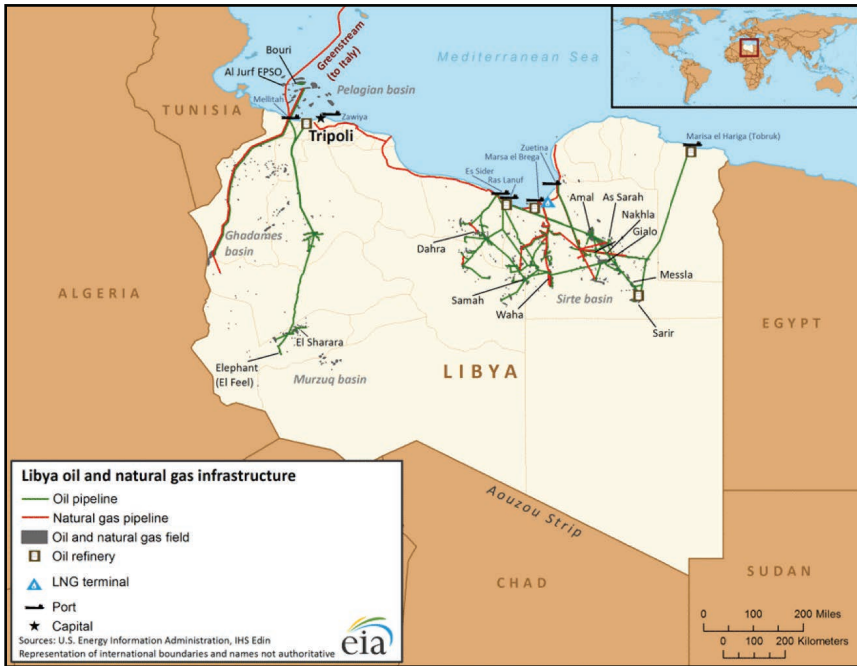 Mediterranean Sea
Greenstream
(to Italy)
Bouri
Al Jurf FPSO
Pelagian basin
TUNISIA
Mellitah
Zawiya
Tripoli
Marisa el Hariga (Tobruk)
Zuetina
Marsa el Brega
Es Sider
Ras Lanuf
Amal
As Sarah
Nakhla
Gialo
Ghadames
basin
Dahra
Messla
ALGERIA
Samah
Waha
Sirte basin
Sarir
EGYPT
El Sharara
Elephant
(El Feel)
Murzuq basin
LIBYA
Aouzou Strip
CHAD
SUDAN
Libya oil and natural gas infrastructure
Oil pipeline
Natural gas pipeline
Oil and natural gas field
Oil refinery
LNG terminal
Port
Capital
Sources: U.S. Energy Information Administration, IHS Edin
Representation of international boundaries and names not authoritative
eia
0 100 200 Miles
0 100 200 Kilometers